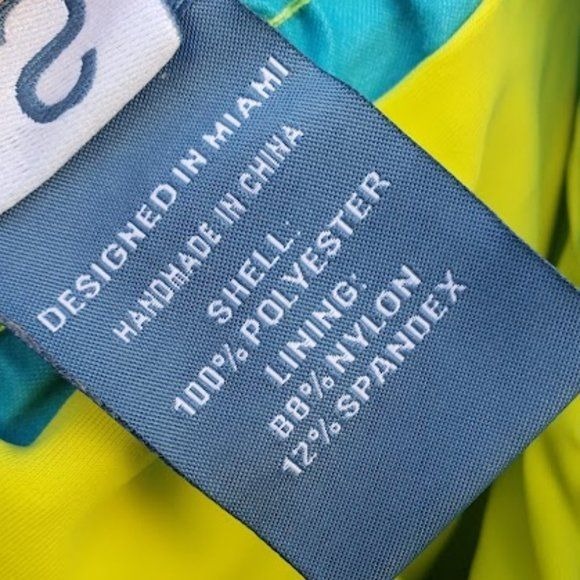 S
DESIGNED IN MIAMI
HANDMADE IN CHINA
SHELL:
100% POLYESTER
LINING:
88% NYLON
12% SPANDEX